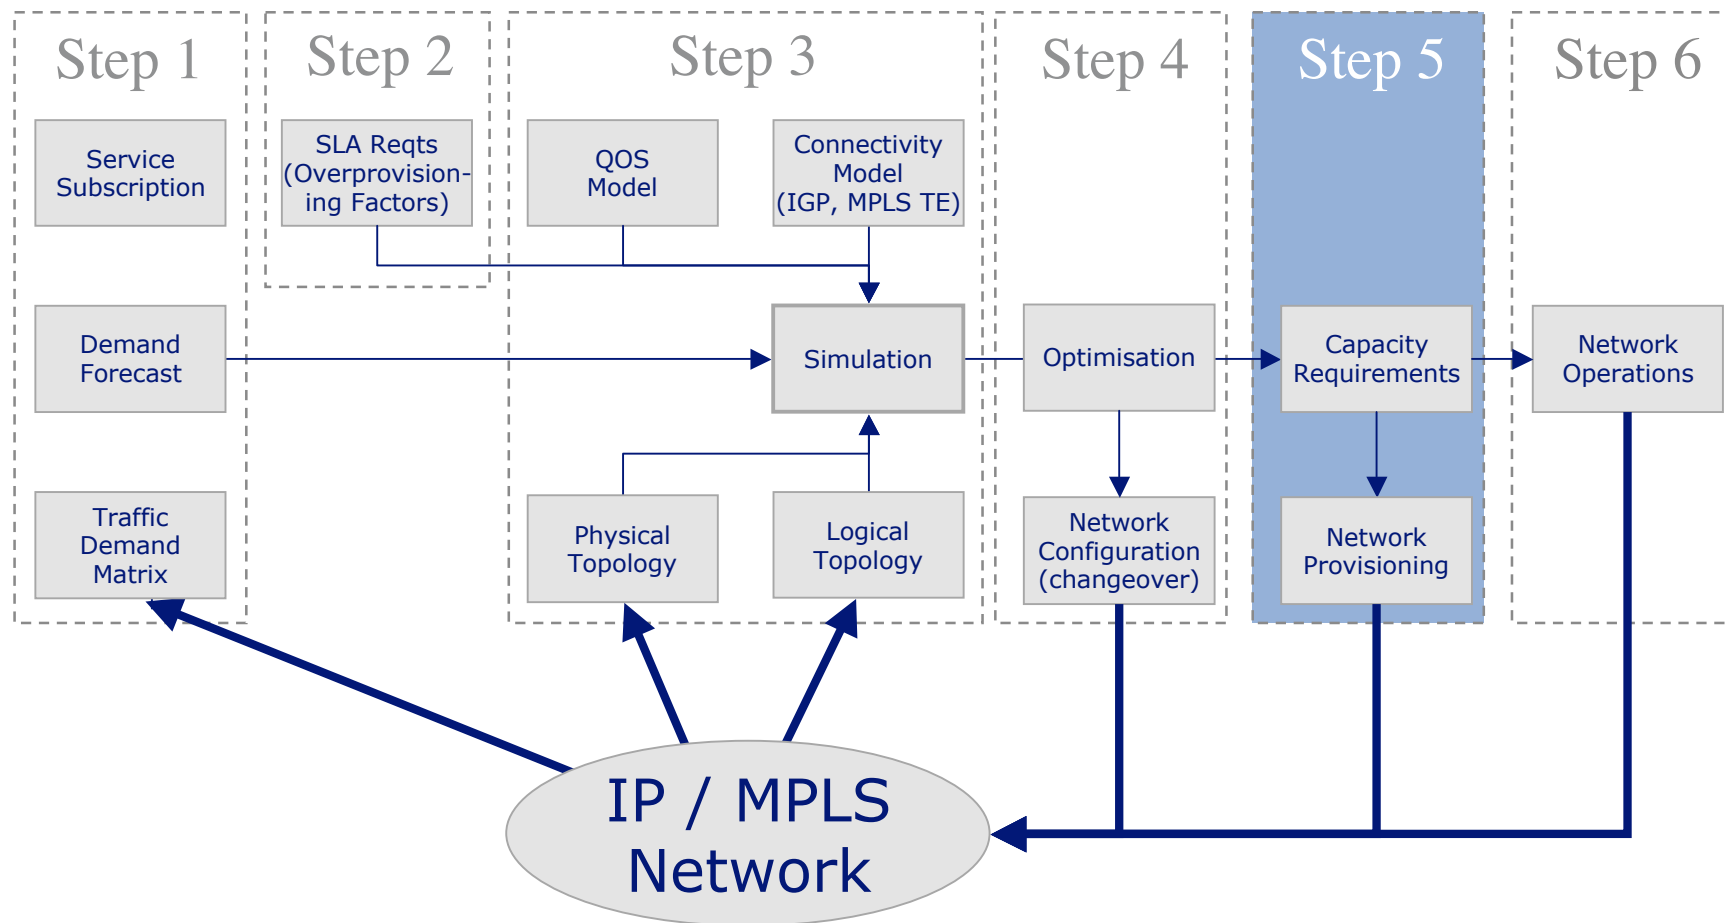 Step 1
Service
Subscription
Demand
Forecast
Traffic
Demand
Matrix
Step 2
SLA Reqts
(Overprovision-
ing Factors)
Step 3
QOS
Model
Connectivity
Model
(IGP, MPLS TE)
Simulation
Physical
Topology
Logical
Topology
Step 4
Optimisation
Network
Configuration
(changeover)
Step 5
Capacity
Requirements
Network
Provisioning
Step 6
Network
Operations
IP / MPLS
Network